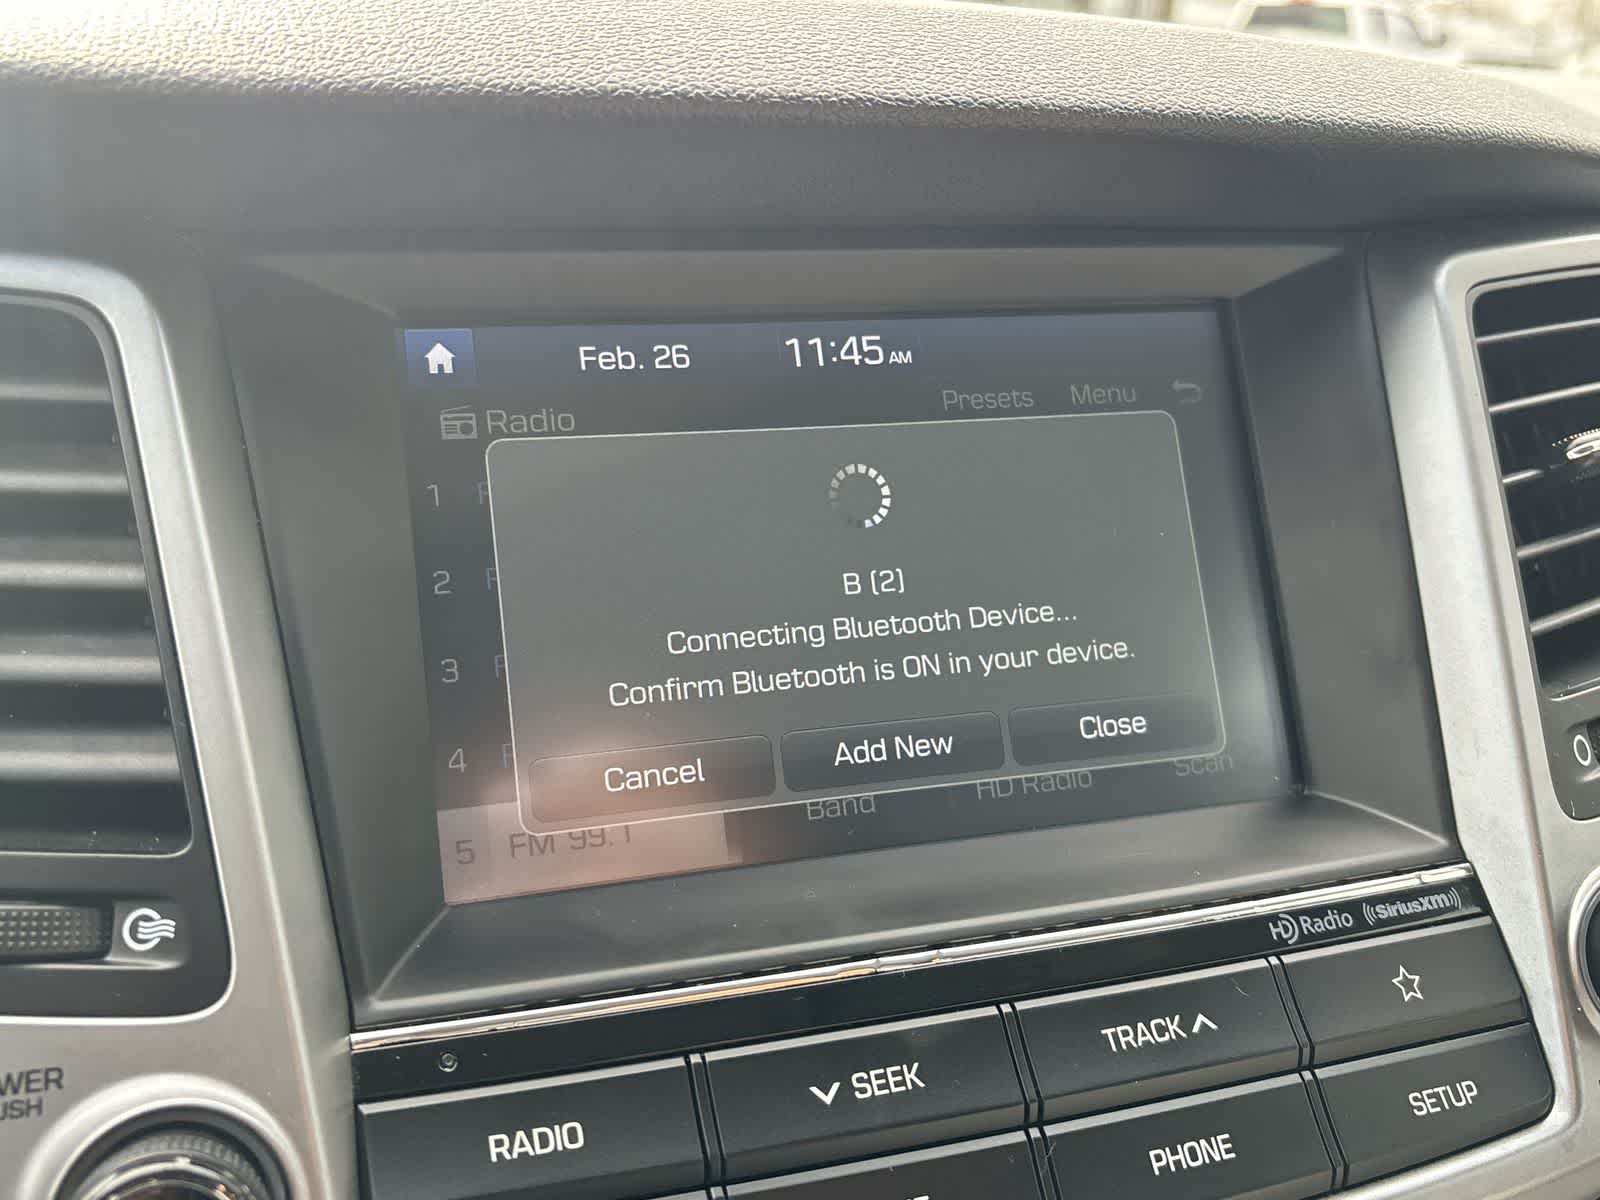 Feb. 26 11:45 AM
Radio Presets Menu
1
2
3
4
5 FM 99.1
B (2)
Connecting Bluetooth Device...
Confirm Bluetooth is ON in your device.
Cancel Add New Close
Band HD Radio Scan
HD Radio ((SiriusXM))
WER
USH
RADIO
SEEK
TRACK
PHONE
SETUP
0